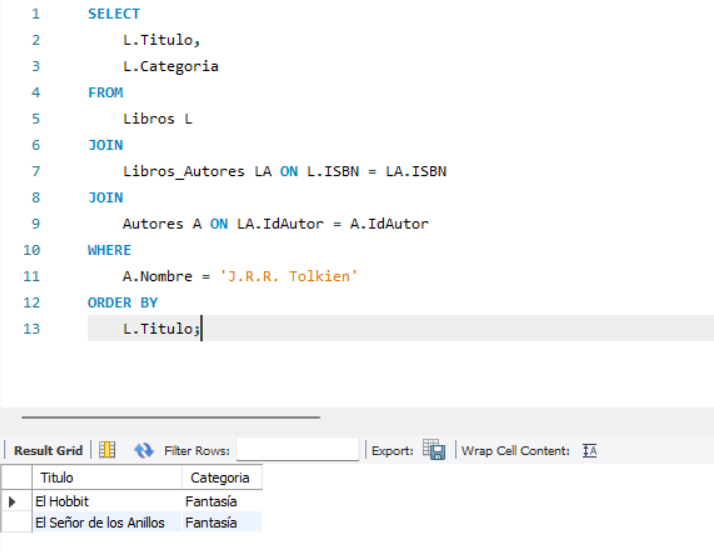 1 SELECT
2 L.Titulo,
3 L.Categoria
4 FROM
5 Libros L
6 JOIN
7 Libros_Autores LA ON L.ISBN = LA.ISBN
8 JOIN
9 Autores A ON LA.IdAutor = A.IdAutor
10 WHERE
11 A.Nombre = 'J.R.R. Tolkien'
12 ORDER BY
13 L.Titulo;
Result Grid Filter Rows: Export: Wrap Cell Content: IA
Titulo Categoria
El Hobbit Fantasía
El Señor de los Anillos Fantasía